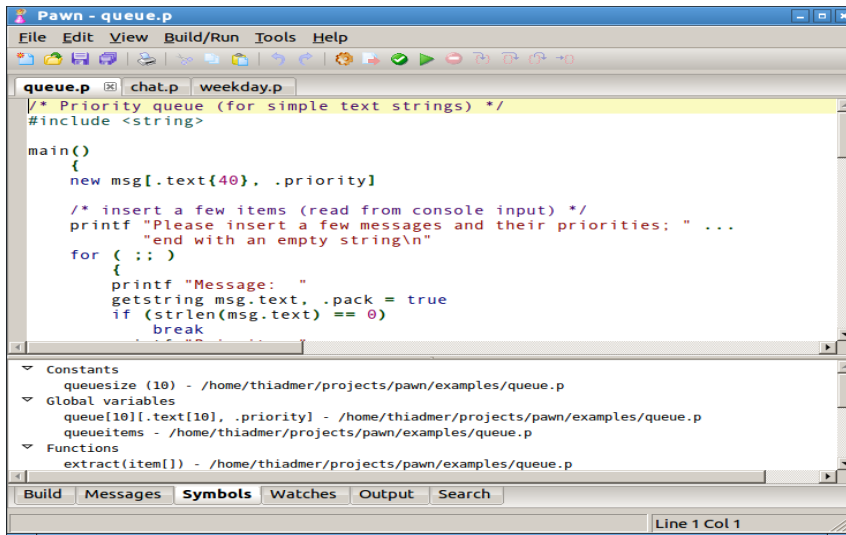 Pawn - queue.p
File Edit View Build/Run Tools Help
queue.p chat.p weekday.p
/* Priority queue (for simple text strings) */
#include <string>
main()
{
new msg[.text{40}, .priority]
/* insert a few items (read from console input) */
printf "Please insert a few messages and their priorities; " ...
"end with an empty string\n"
for ( ;; )
{
printf "Message:  "
getstring msg.text, .pack = true
if (strlen(msg.text) == 0)
break
Constants
queuesize (10) - /home/thiadmer/projects/pawn/examples/queue.p
Global variables
queue[10][.text[10], .priority] - /home/thiadmer/projects/pawn/examples/queue.p
queueitems - /home/thiadmer/projects/pawn/examples/queue.p
Functions
extract(item[]) - /home/thiadmer/projects/pawn/examples/queue.p
Build Messages Symbols Watches Output Search
Line 1 Col 1